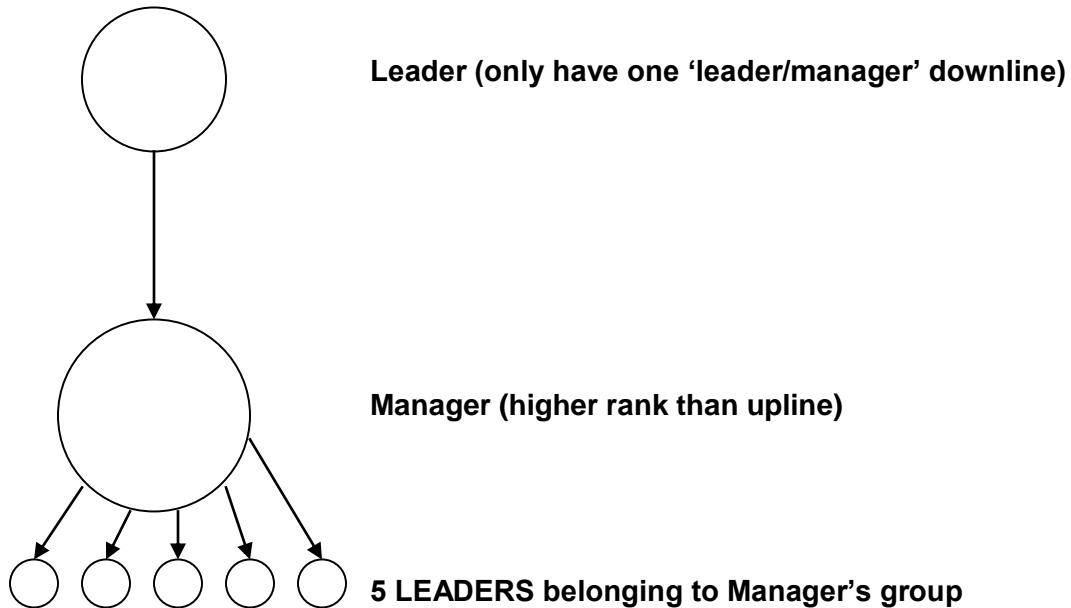 Leader (only have one ‘leader/manager’ downline)
Manager (higher rank than upline)
5 LEADERS belonging to Manager’s group